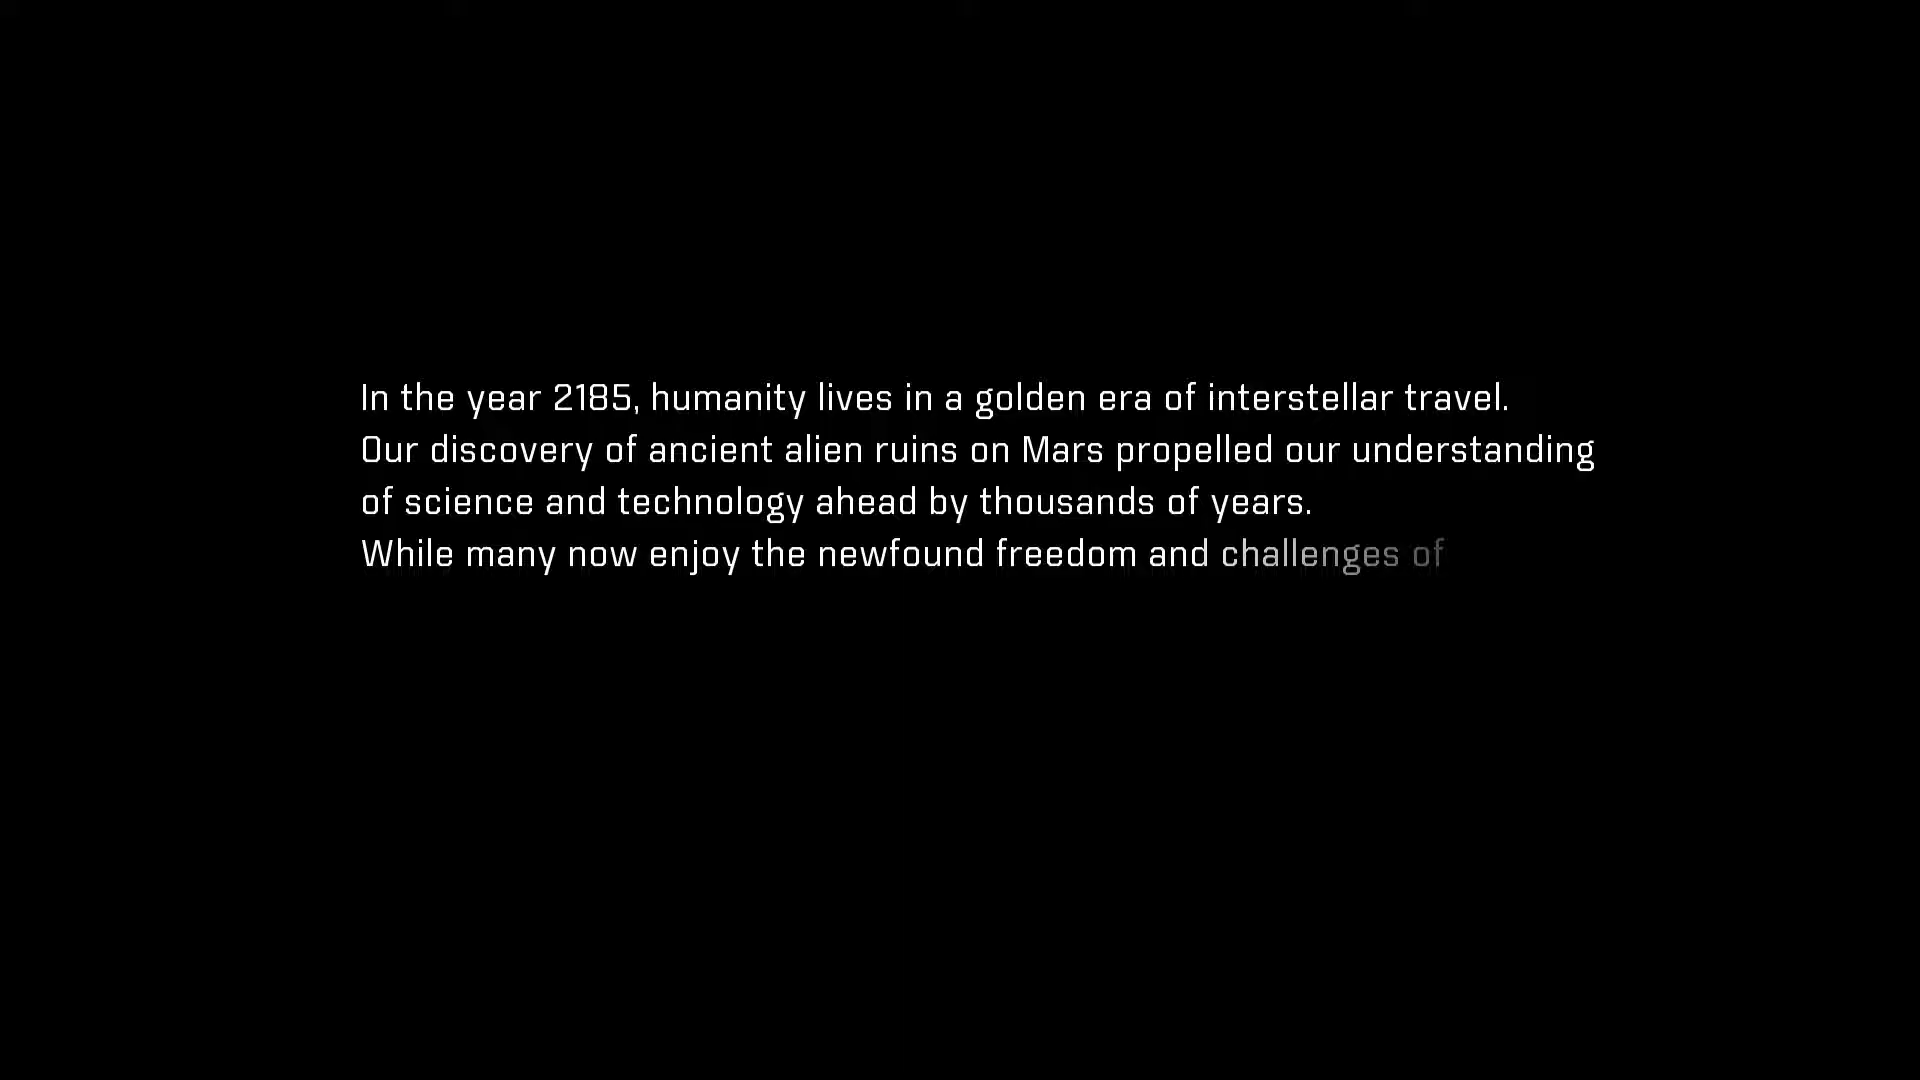 In the year 2185, humanity lives in a golden era of interstellar travel.
Our discovery of ancient alien ruins on Mars propelled our understanding
of science and technology ahead by thousands of years.
While many now enjoy the newfound freedom and challenges of